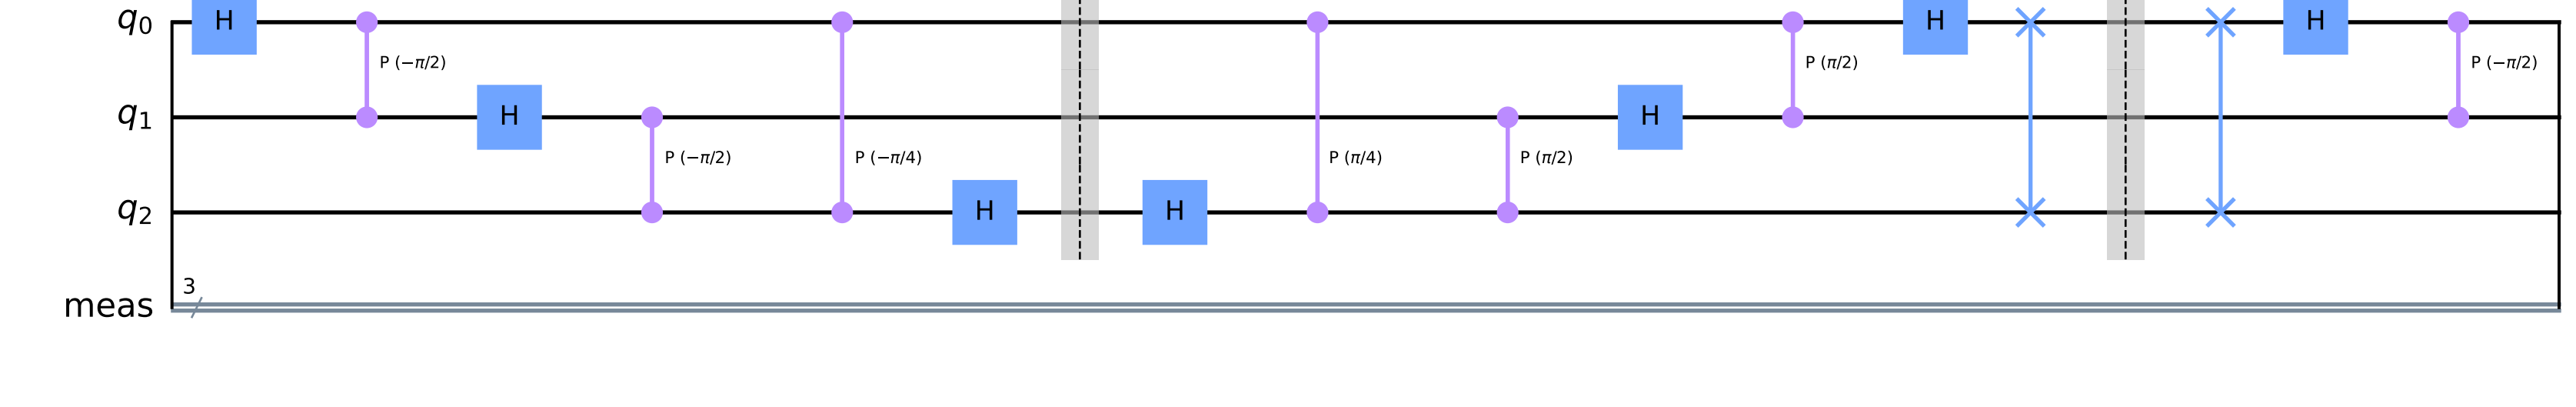 q0 H H H
P (−π/2) P (π/2) P (−π/2)
q1 H H
P (−π/2) P (−π/4) P (π/4) P (π/2)
q2 H H
3
meas